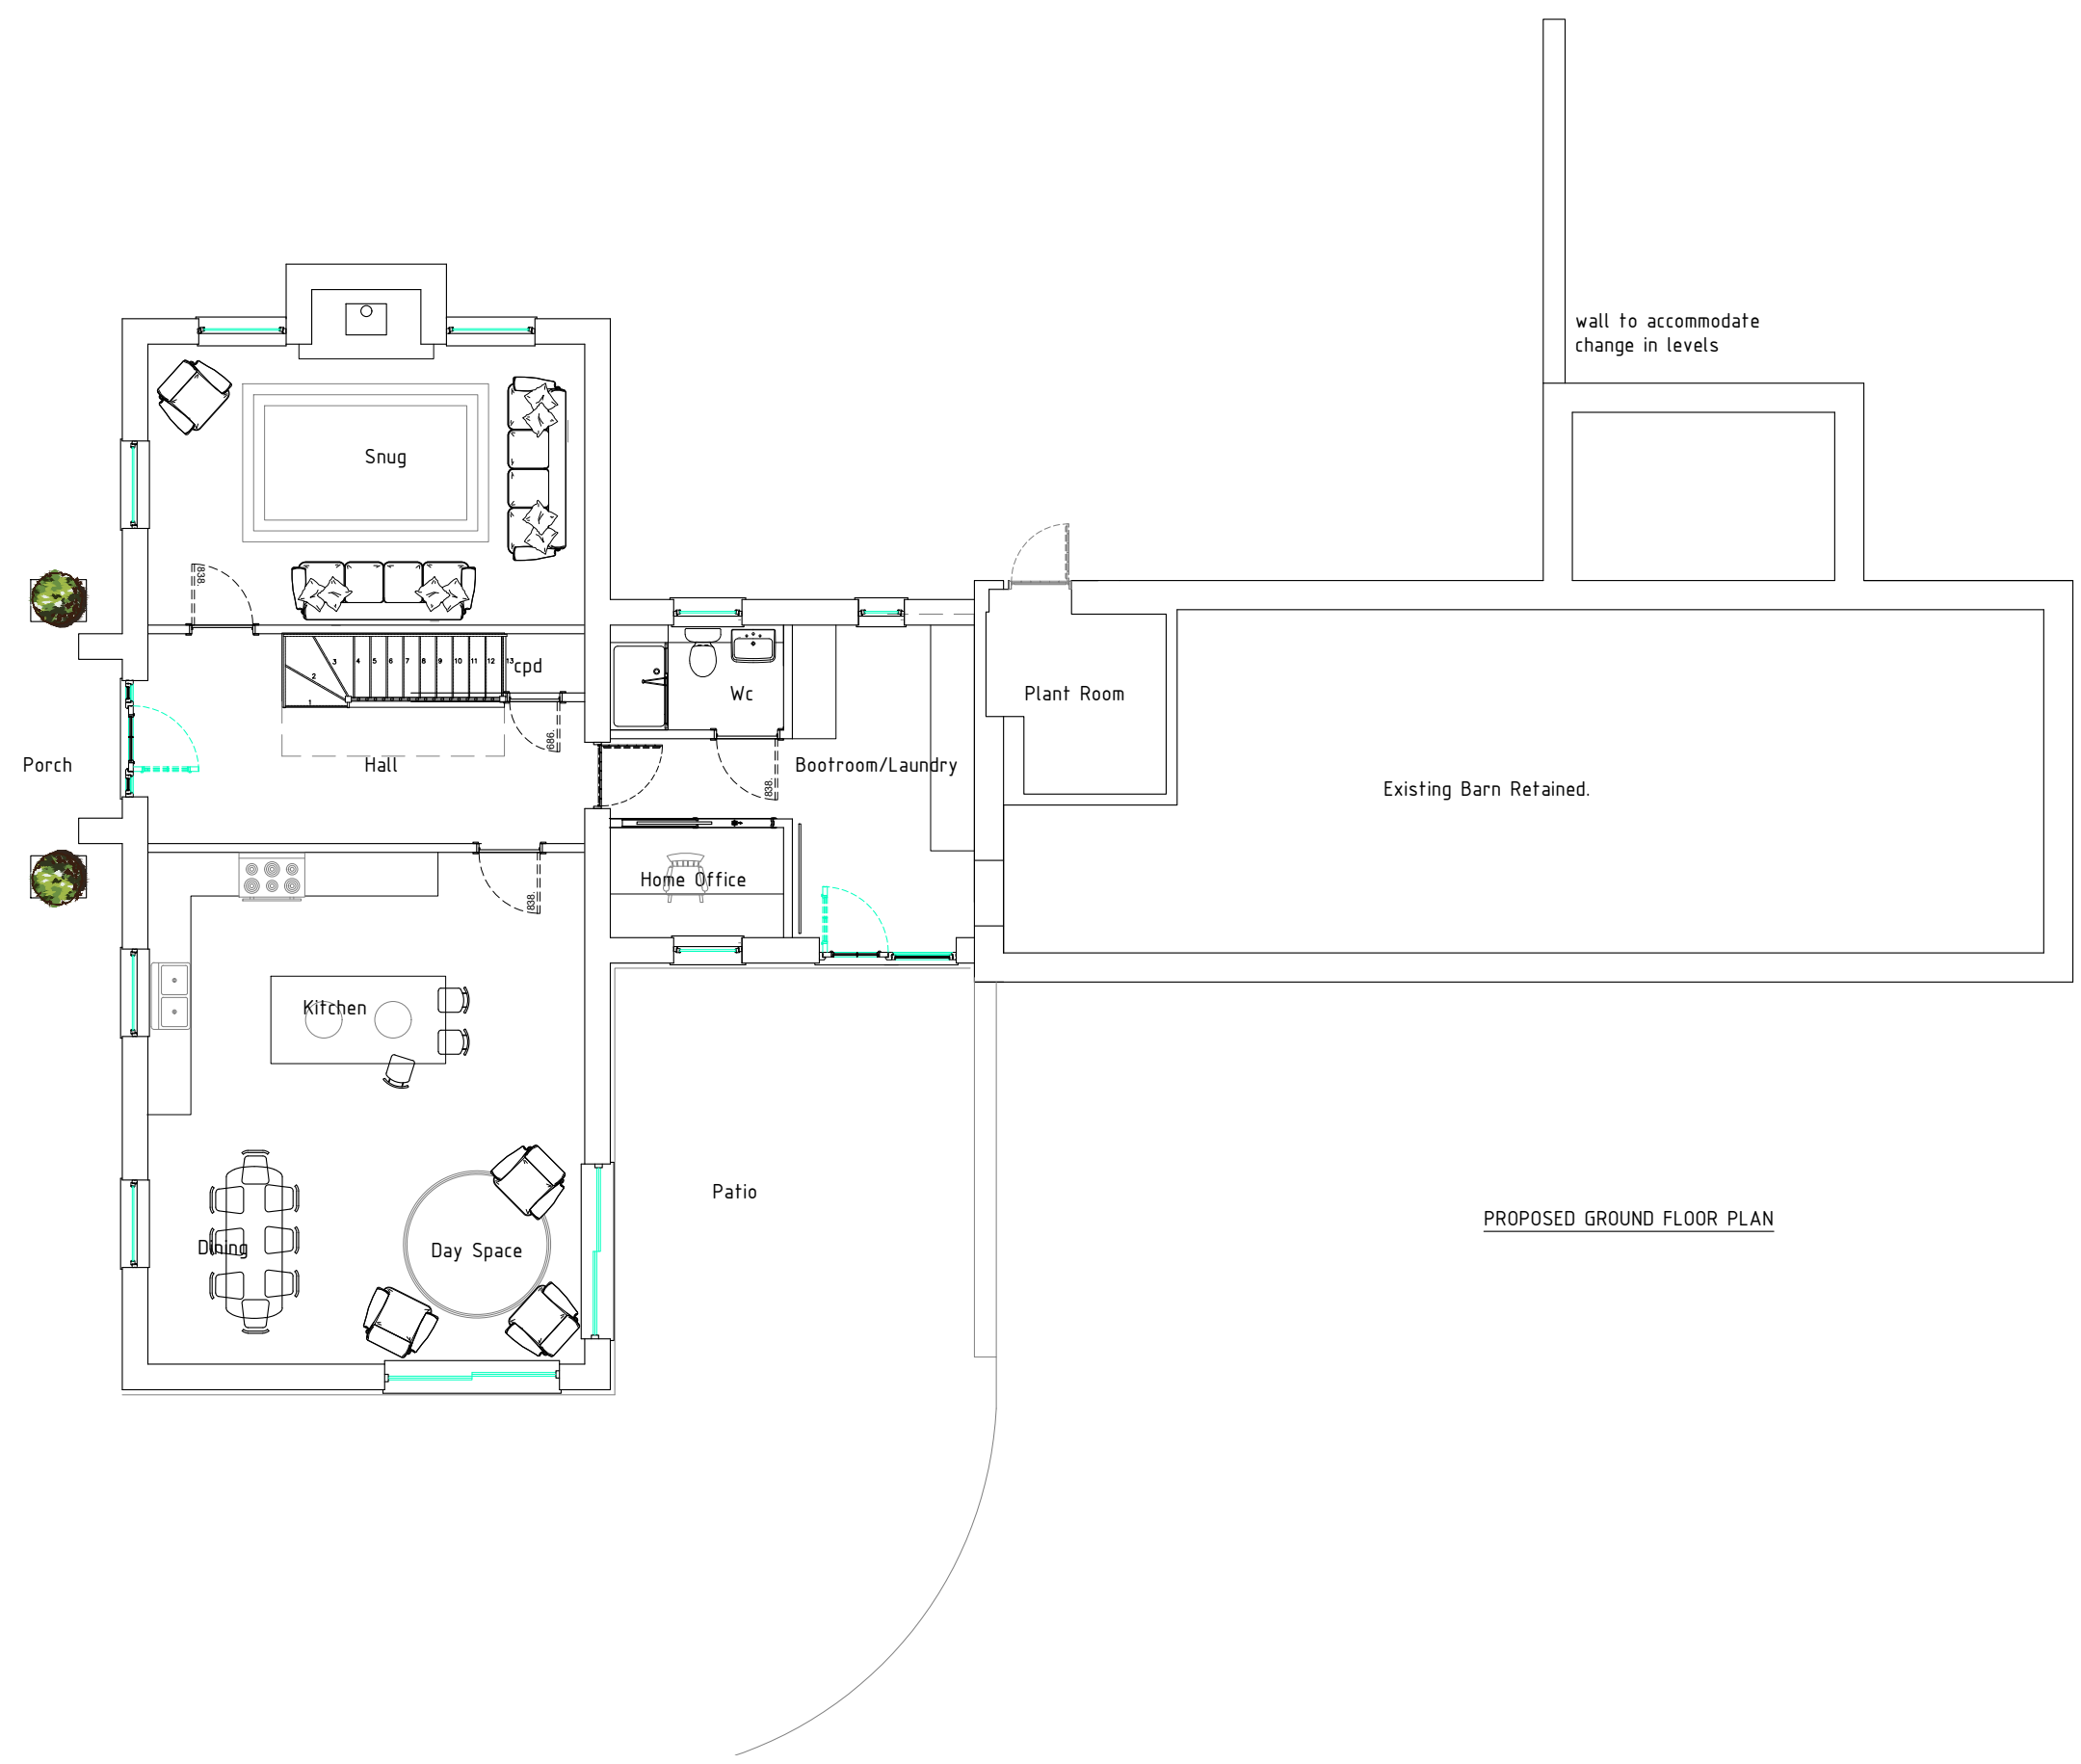 wall to accommodate
change in levels
Snug
838.
1
2
3
4
5
6
7
8
9
10
11
12
13
cpd
Wc
Plant Room
686.
Porch
Hall
Bootroom/Laundry
838.
Existing Barn Retained.
Home Office
838.
Kitchen
Patio
PROPOSED GROUND FLOOR PLAN
Dining
Day Space